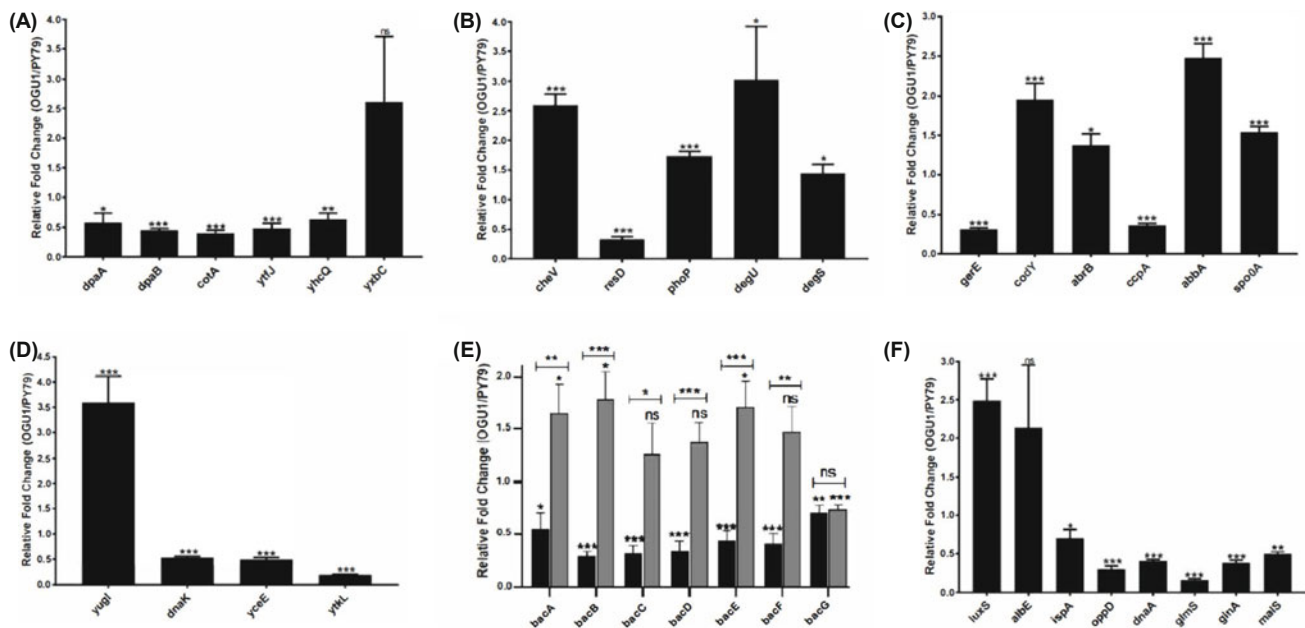 (A)
Relative Fold Change (OGU1/PY79)
4.0
3.5
3.0
2.5
2.0
1.5
1.0
0.5
0.0
* *** *** *** ** ns
dpaA dpaB cotA ytfJ yhcQ yxbC
(B)
Relative Fold Change (OGU1/PY79)
4.0
3.5
3.0
2.5
2.0
1.5
1.0
0.5
0.0
*** *** *** * *
cheV resD phoP degU degS
(C)
Relative Fold Change (OGU1/PY79)
3.0
2.5
2.0
1.5
1.0
0.5
0.0
*** *** * *** *** ***
gerE codY abrB ccpA abbA spo0A
(D)
Relative Fold Change (OGU1/PY79)
4.5
4.0
3.5
3.0
2.5
2.0
1.5
1.0
0.5
0.0
*** *** *** ***
yugI dnaK yceE ytkL
(E)
Relative Fold Change (OGU1/PY79)
2.0
1.5
1.0
0.5
0.0
** *** * *** *** ** ns
* * ns ns * ns ***
* *** *** *** *** *** **
bacA bacB bacC bacD bacE bacF bacG
(F)
Relative Fold Change (OGU1/PY79)
3.0
2.5
2.0
1.5
1.0
0.5
0.0
*** ns * *** *** *** *** **
luxS albE ispA oppD dnaA glmS glnA malS